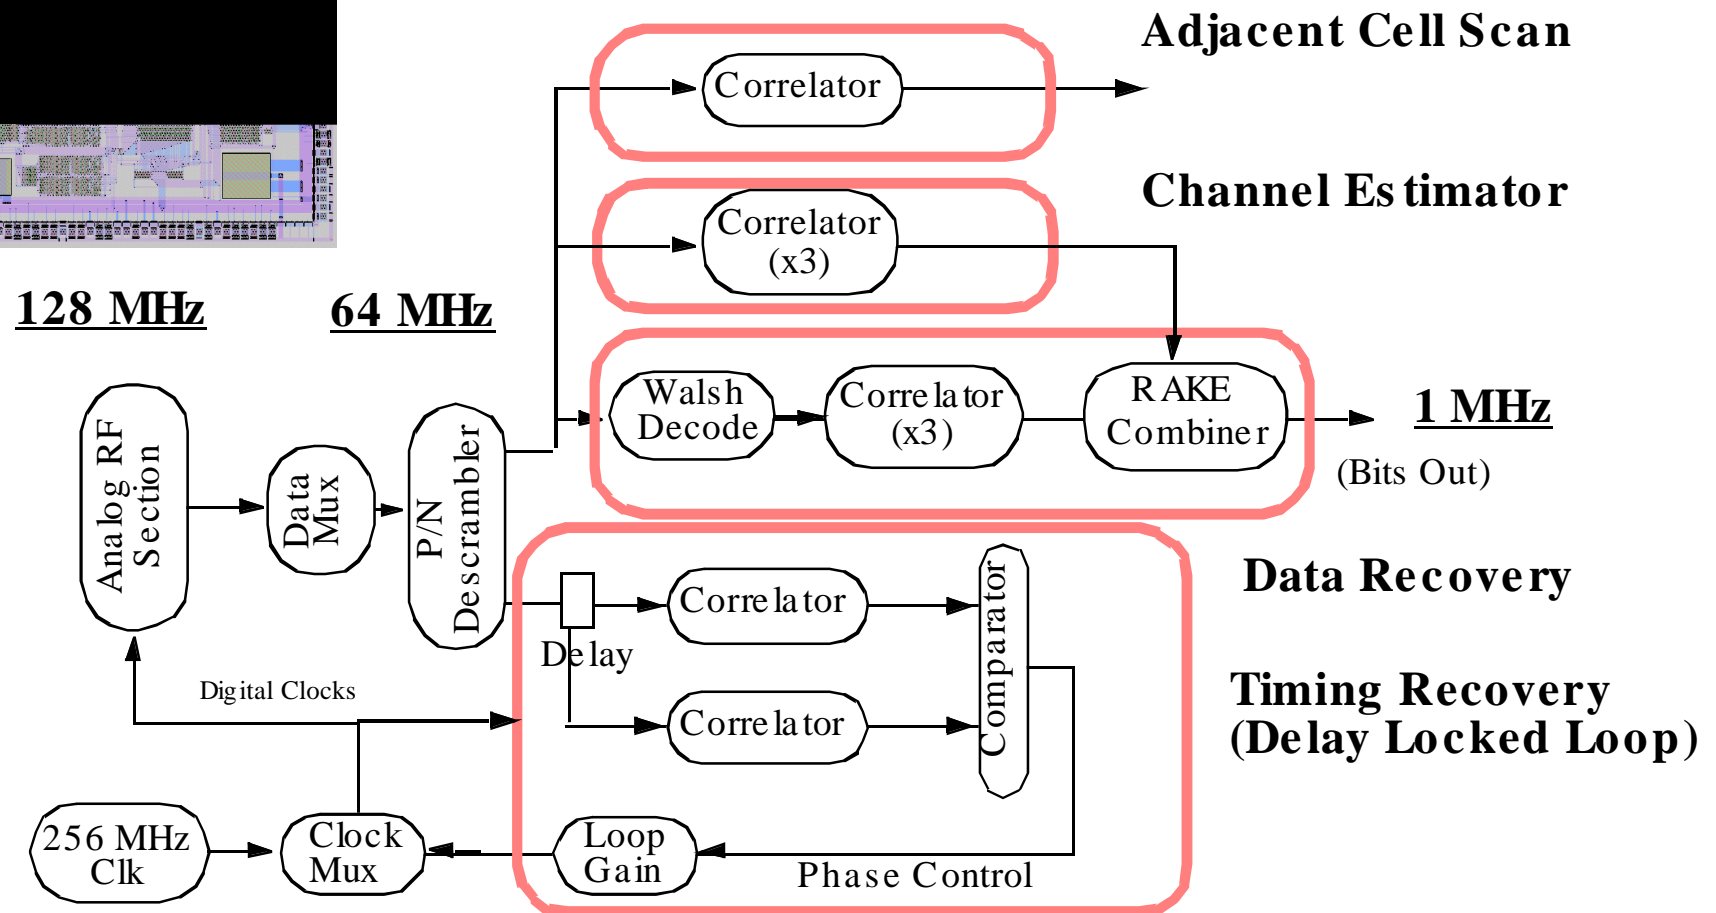 Adjacent Cell Scan
Correlator
Channel Estimator
Correlator
(x3)
128 MHz
64 MHz
Walsh
Decode
Correlator
(x3)
RAKE
Combiner
1 MHz
(Bits Out)
Analog RF
Section
Data
Mux
P/N
Descrambler
Data Recovery
Correlator
Delay
Comparator
Digital Clocks
Correlator
Timing Recovery
(Delay Locked Loop)
256 MHz
Clk
Clock
Mux
Loop
Gain
Phase Control